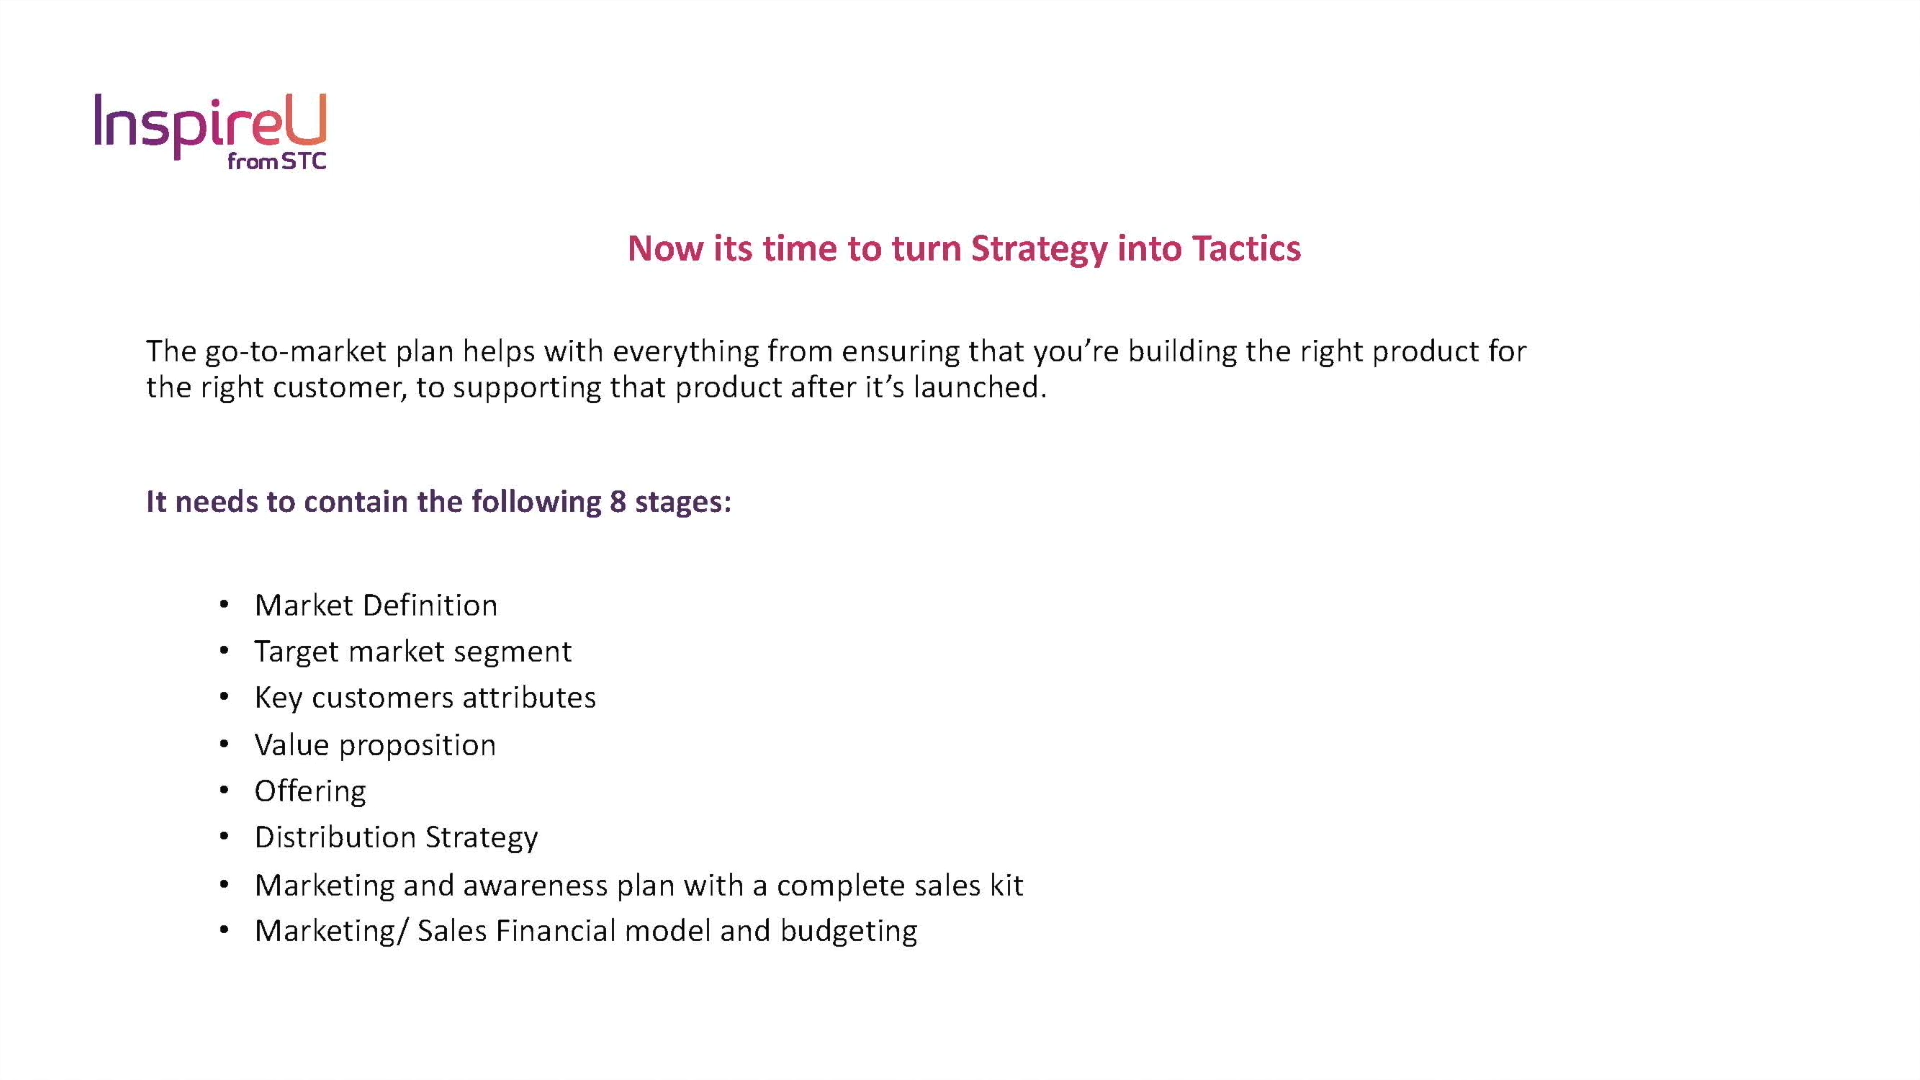 InspireU
from STC
Now its time to turn Strategy into Tactics
The go-to-market plan helps with everything from ensuring that you’re building the right product for
the right customer, to supporting that product after it’s launched.
It needs to contain the following 8 stages:
• Market Definition
• Target market segment
• Key customers attributes
• Value proposition
• Offering
• Distribution Strategy
• Marketing and awareness plan with a complete sales kit
• Marketing/ Sales Financial model and budgeting